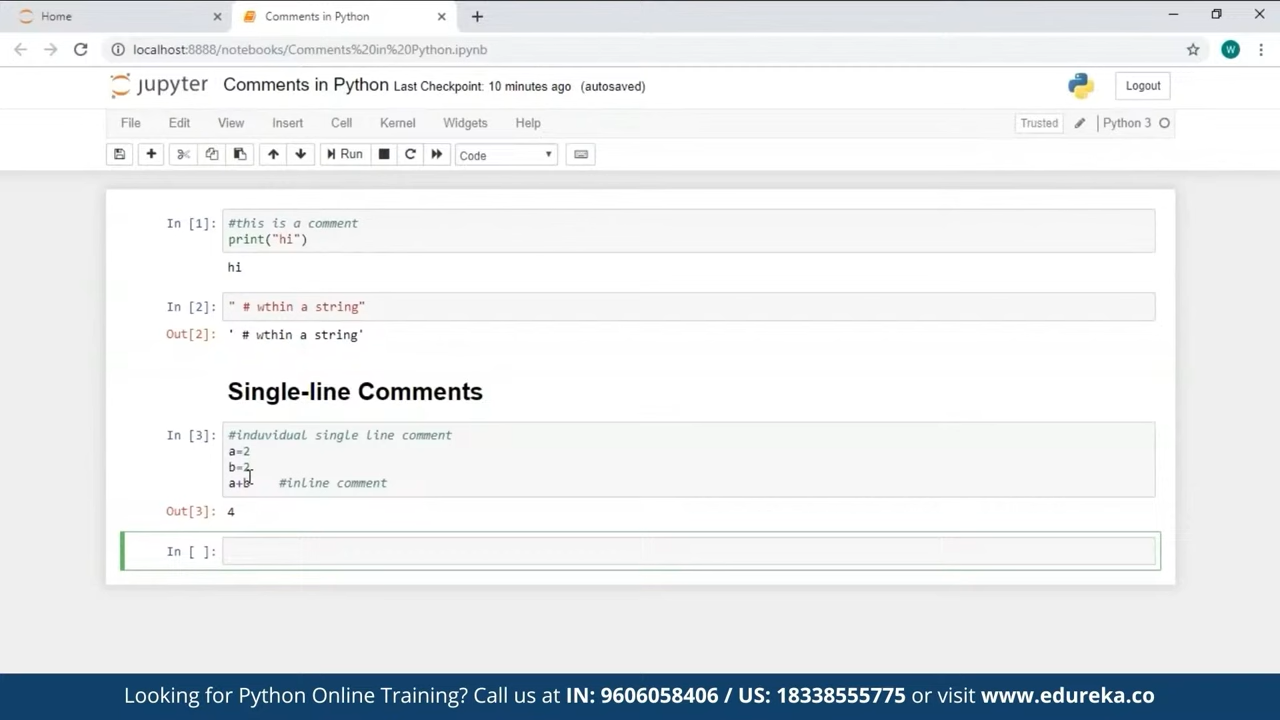 Home
Comments in Python
localhost:8888/notebooks/Comments%20in%20Python.ipynb
W
jupyter Comments in Python Last Checkpoint: 10 minutes ago (autosaved)
Logout
File Edit View Insert Cell Kernel Widgets Help
Trusted
Python 3
Run
Code
In [1]: #this is a comment
print("hi")
hi
In [2]: " # wthin a string"
Out[2]: ' # wthin a string'
Single-line Comments
In [3]: #induvidual single line comment
a=2
b=2
a+b #inline comment
Out[3]: 4
In [ ]:
Looking for Python Online Training? Call us at IN: 9606058406 / US: 18338555775 or visit www.edureka.co